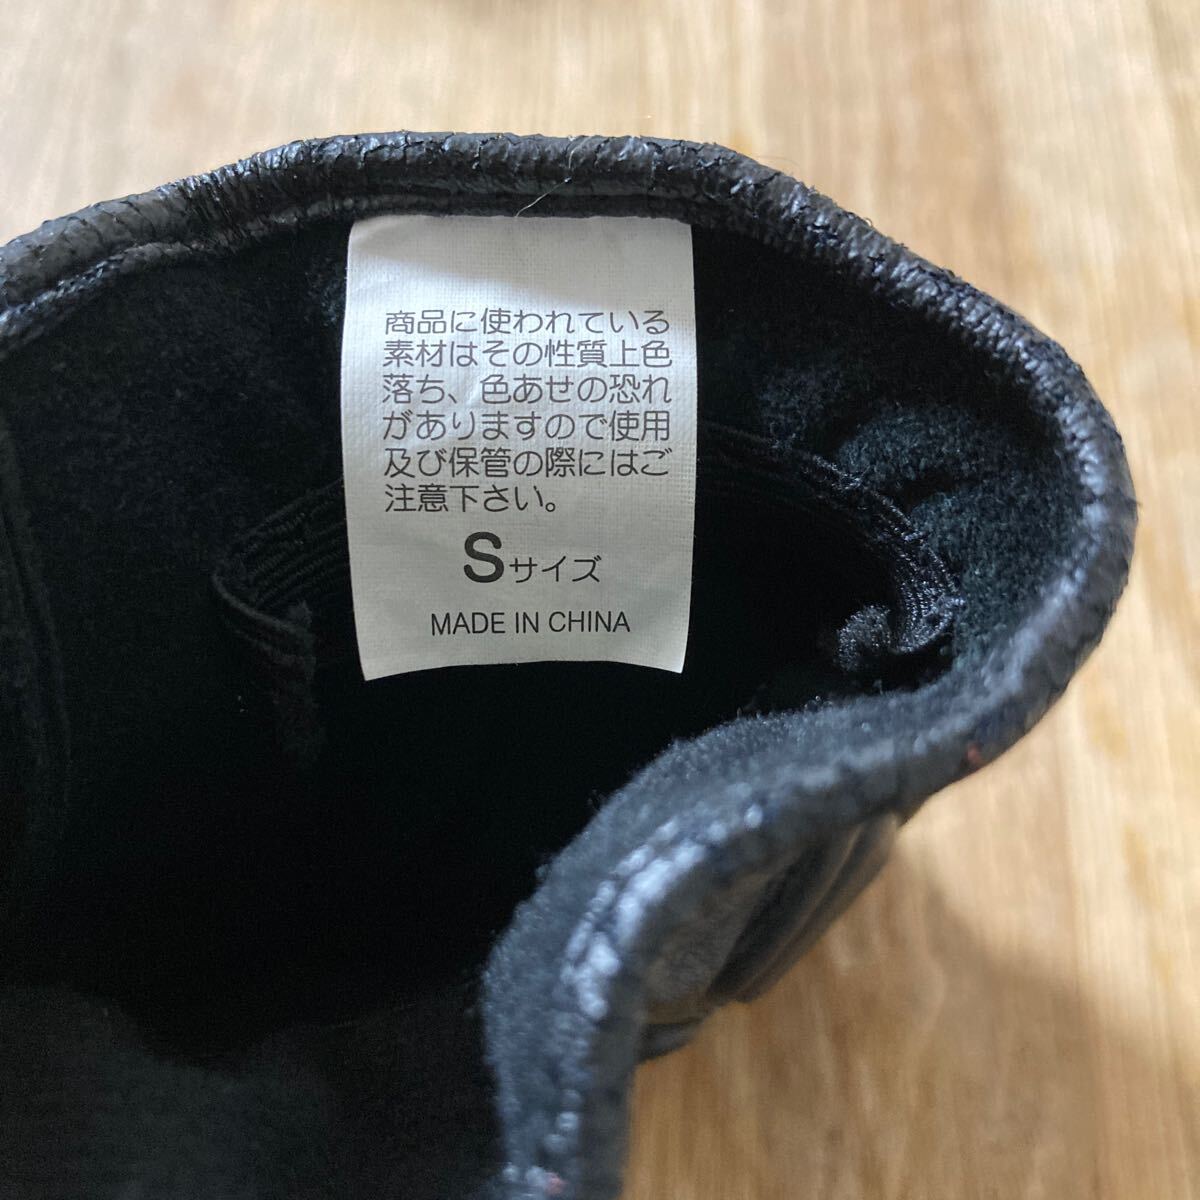 商品に使われている
素材はその性質上色
落ち、色あせの恐れ
がありますので使用
及び保管の際にはご
注意下さい。
Sサイズ
MADE IN CHINA